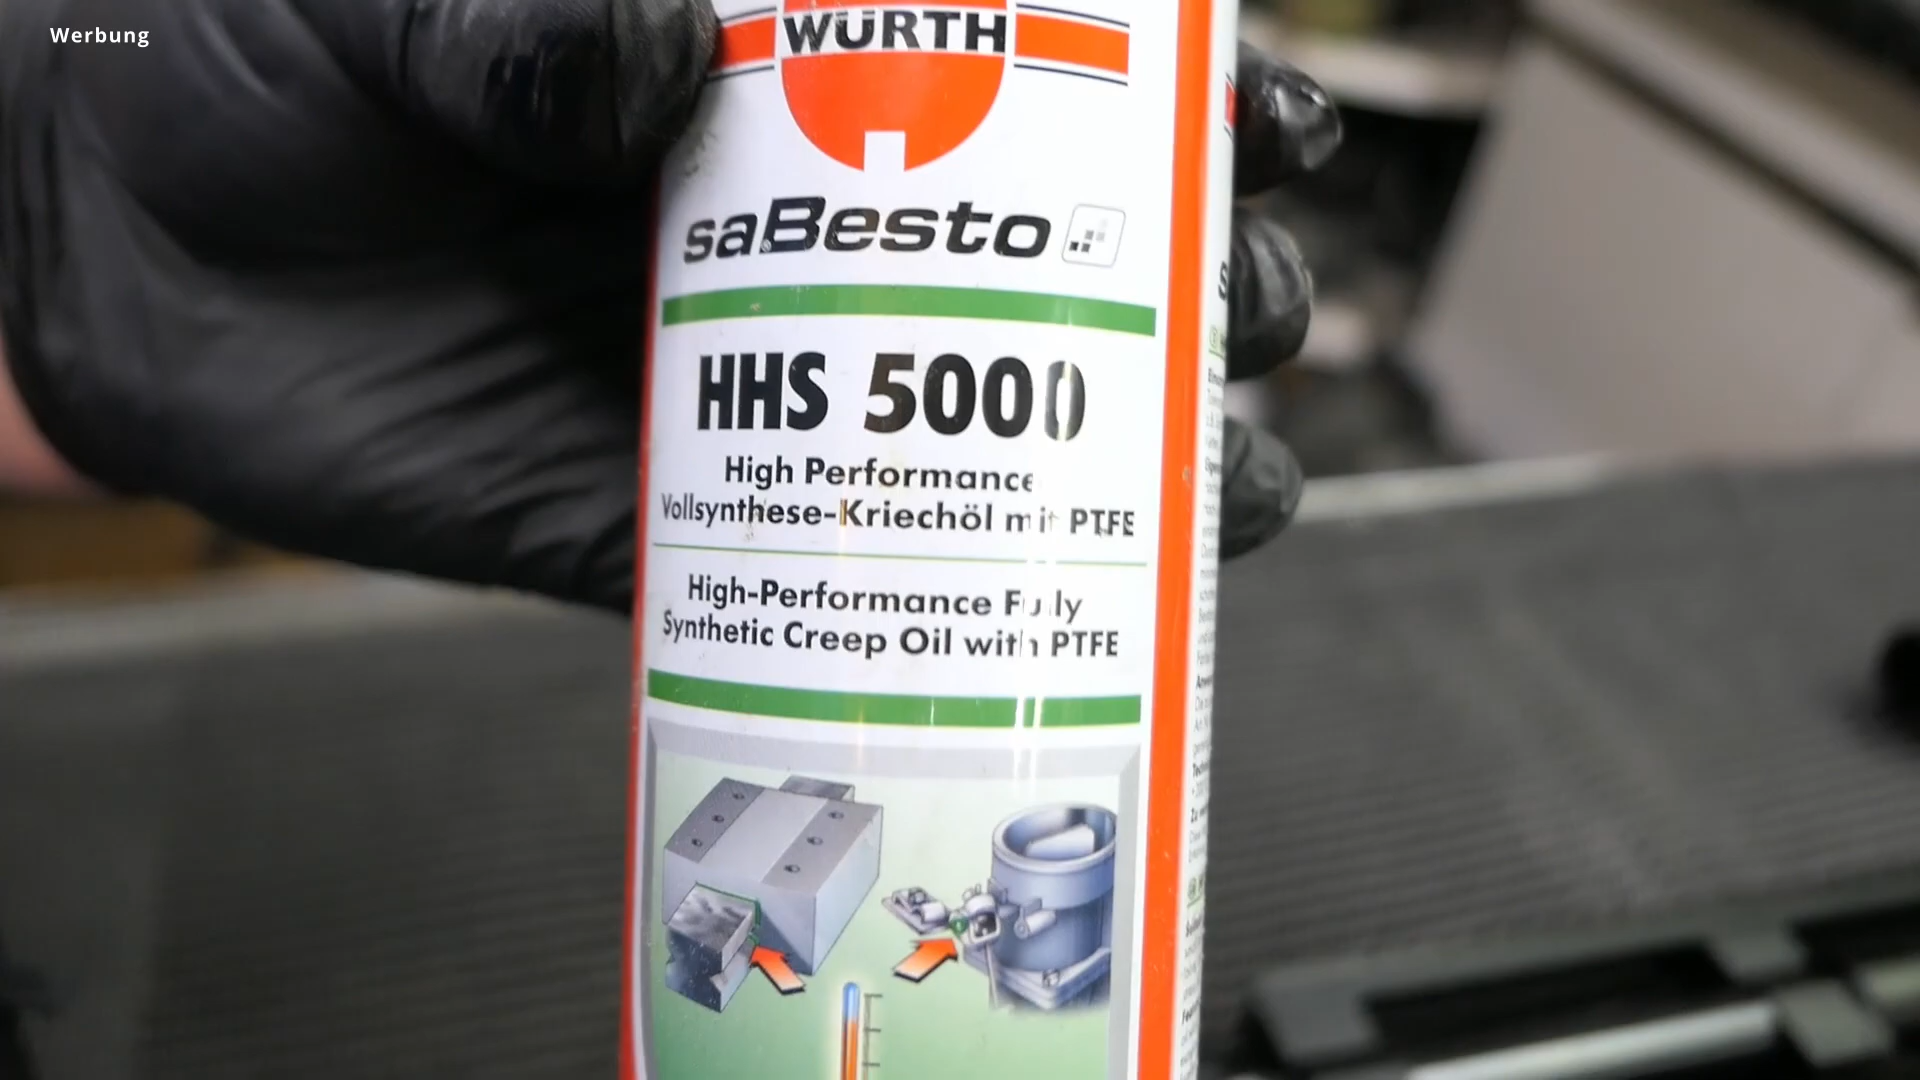 Werbung
WÜRTH
saBesto
HHS 5000
High Performance
Vollsynthese-Kriechöl mit PTFE
High-Performance Fully
Synthetic Creep Oil with PTFE